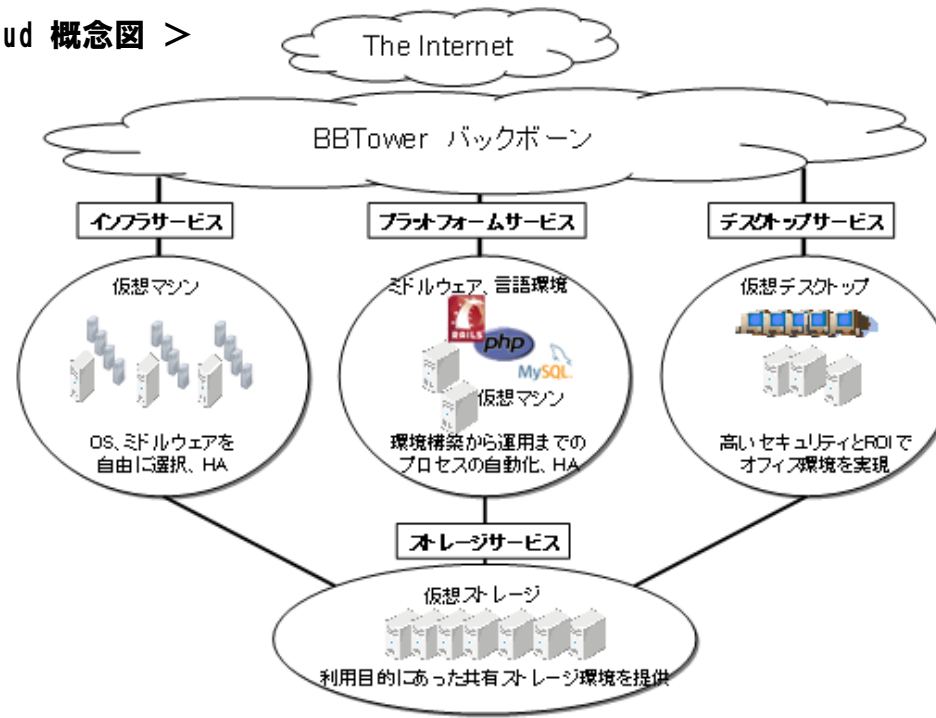 ud 概念図 ＞
The Internet
BBTower バックボーン
インフラサービス
プラットフォームサービス
デスクトップサービス
仮想マシン
OS、ミドルウェアを
自由に選択、HA
ミドルウェア、言語環境
RAILS
php
MySQL
仮想マシン
環境構築から運用までの
プロセスの自動化、HA
仮想デスクトップ
高いセキュリティとROIで
オフィス環境を実現
ストレージサービス
仮想ストレージ
利用目的にあった共有ストレージ環境を提供